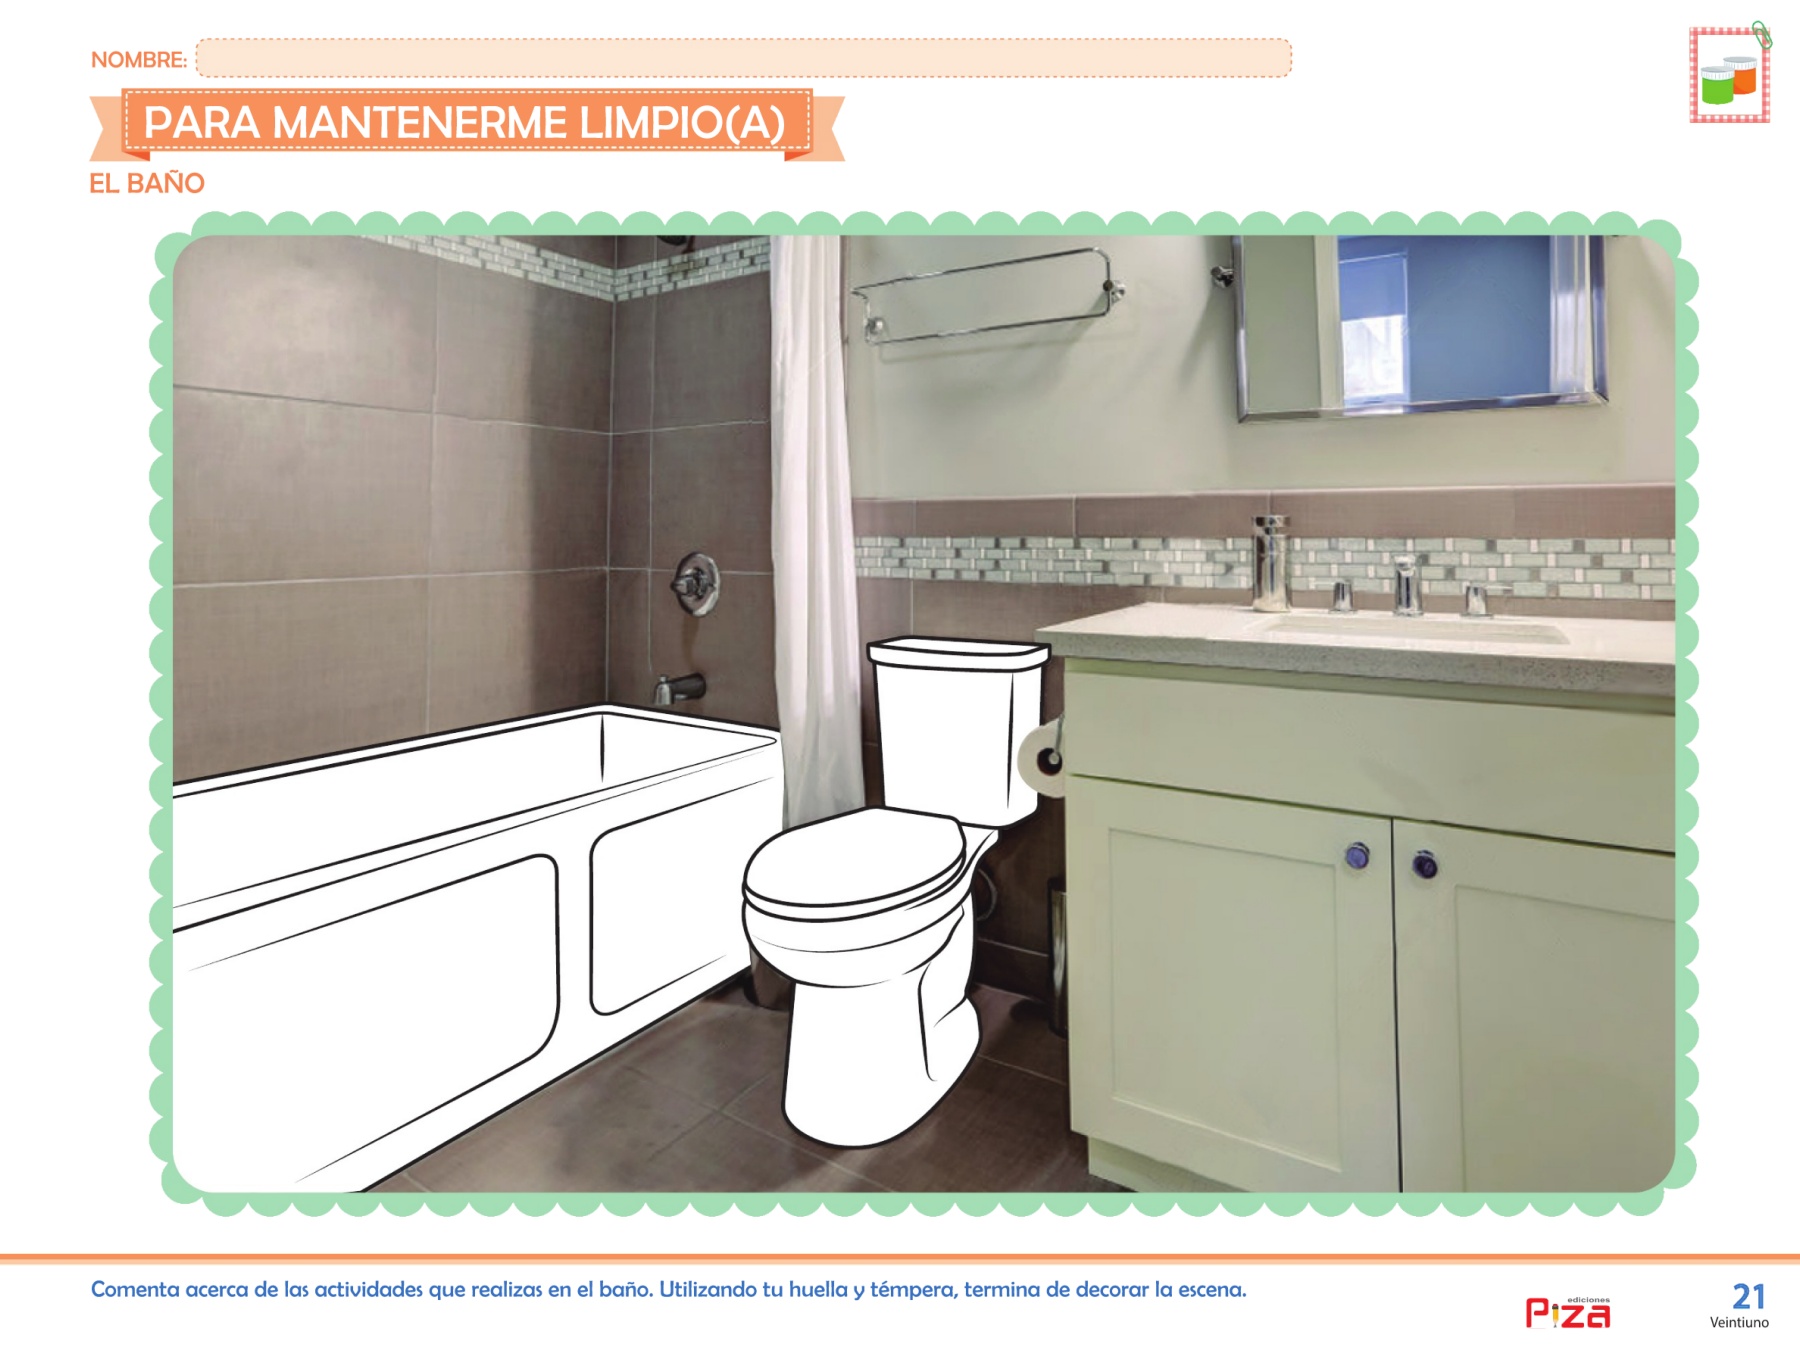 NOMBRE:
PARA MANTENERME LIMPIO(A)
EL BAÑO
Comenta acerca de las actividades que realizas en el baño. Utilizando tu huella y témpera, termina de decorar la escena.
ediciones
Piza
21
Veintiuno